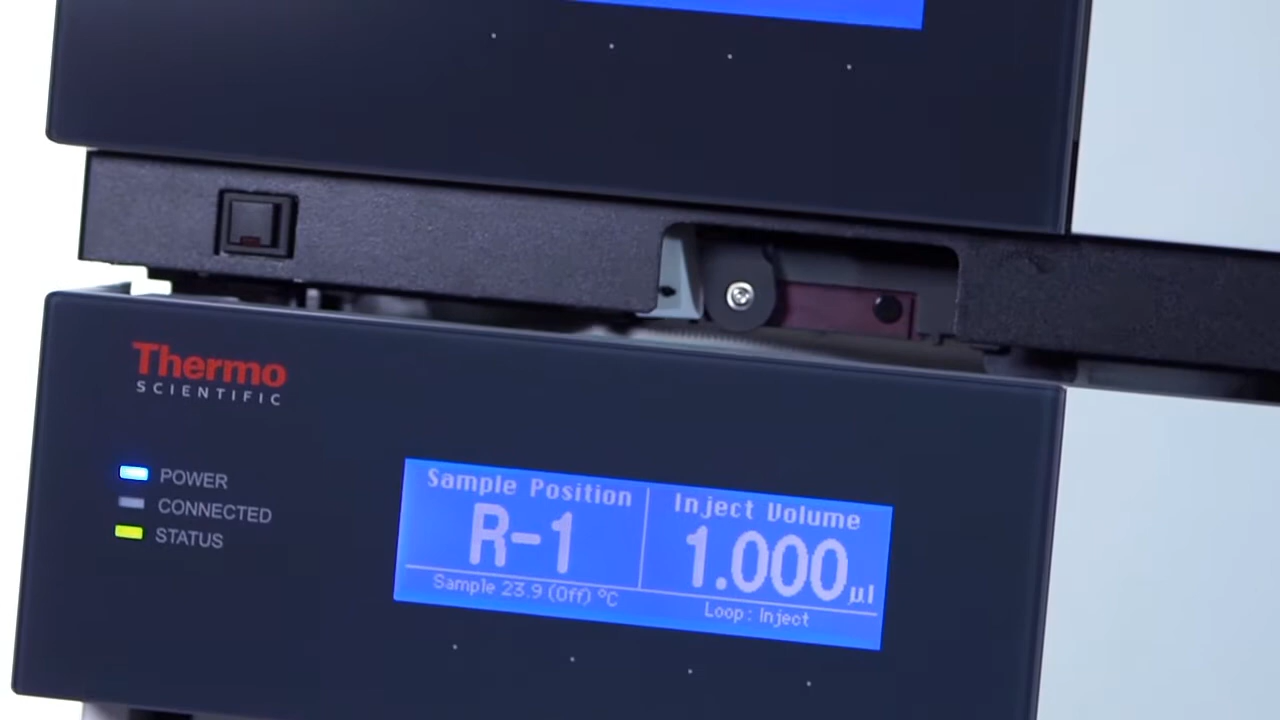 Thermo
SCIENTIFIC
POWER
CONNECTED
STATUS
Sample Position
R-1
Sample 23.9 (Off) °C
Inject Volume
1.000 µl
Loop: Inject